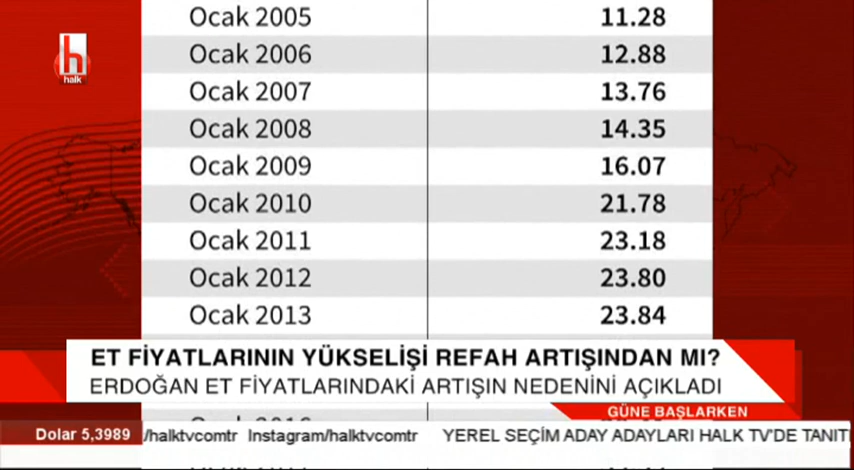 Ocak 2005 11.28
h Ocak 2006 12.88
halk Ocak 2007 13.76
Ocak 2008 14.35
Ocak 2009 16.07
Ocak 2010 21.78
Ocak 2011 23.18
Ocak 2012 23.80
Ocak 2013 23.84
ET FİYATLARININ YÜKSELİŞİ REFAH ARTIŞINDAN MI?
ERDOĞAN ET FİYATLARINDAKİ ARTIŞIN NEDENİNİ AÇIKLADI
GÜNE BAŞLARKEN
Dolar 5,3989 /halktvcomtr Instagram/halktvcomtr YEREL SEÇİM ADAY ADAYLARI HALK TV'DE TANITI